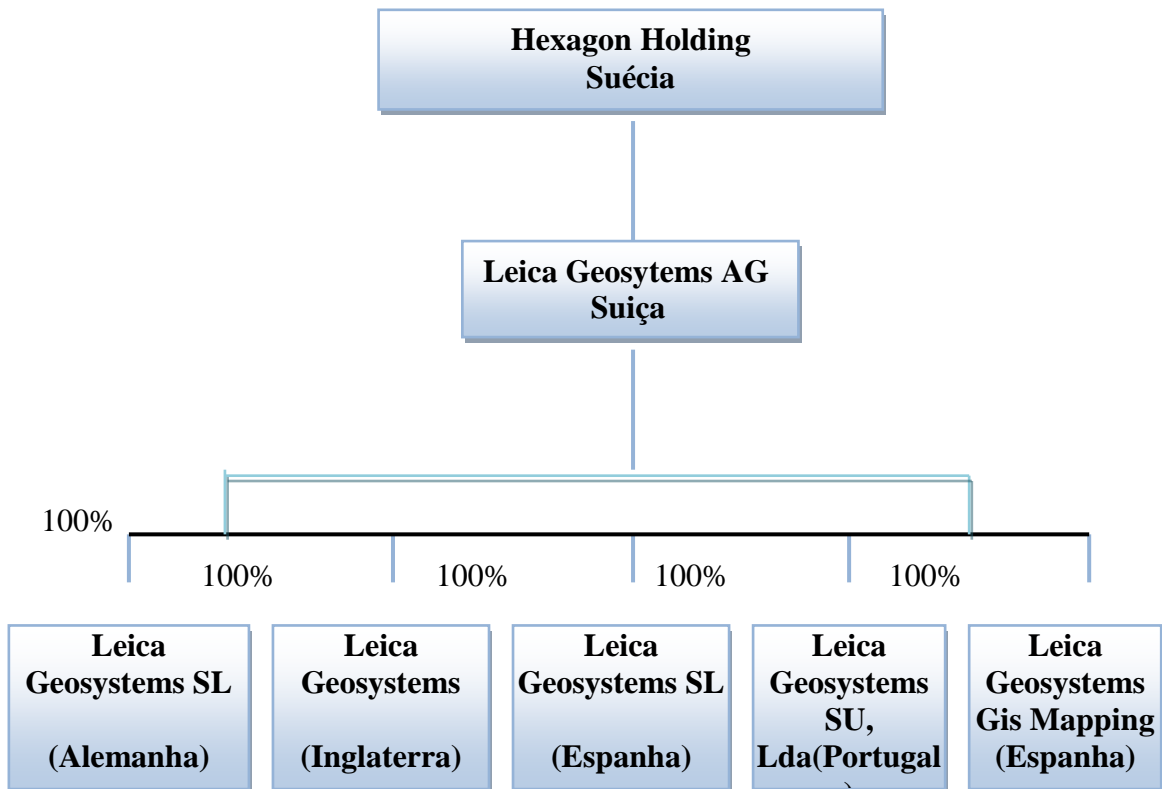 Hexagon Holding
Suécia
Leica Geosytems AG
Suiça
100%
100%
100%
100%
100%
Leica
Geosystems SL
(Alemanha)
Leica
Geosystems
(Inglaterra)
Leica
Geosystems SL
(Espanha)
Leica
Geosystems
SU,
Lda(Portugal
)
Leica
Geosystems
Gis Mapping
(Espanha)